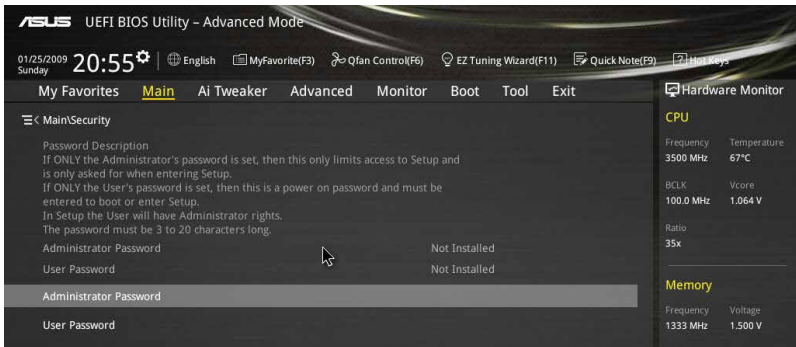 ASUS UEFI BIOS Utility – Advanced Mode
01/25/2009
Sunday
20:55
English
MyFavorite(F3)
Qfan Control(F6)
EZ Tuning Wizard(F11)
Quick Note(F9)
? Hot Keys
My Favorites Main Ai Tweaker Advanced Monitor Boot Tool Exit
< Main\Security
Password Description
If ONLY the Administrator's password is set, then this only limits access to Setup and
is only asked for when entering Setup.
If ONLY the User's password is set, then this is a power on password and must be
entered to boot or enter Setup.
In Setup the User will have Administrator rights.
The password must be 3 to 20 characters long.
Administrator Password Not Installed
User Password Not Installed
Administrator Password
User Password
Hardware Monitor
CPU
Frequency Temperature
3500 MHz 67°C
BCLK Vcore
100.0 MHz 1.064 V
Ratio
35x
Memory
Frequency Voltage
1333 MHz 1.500 V